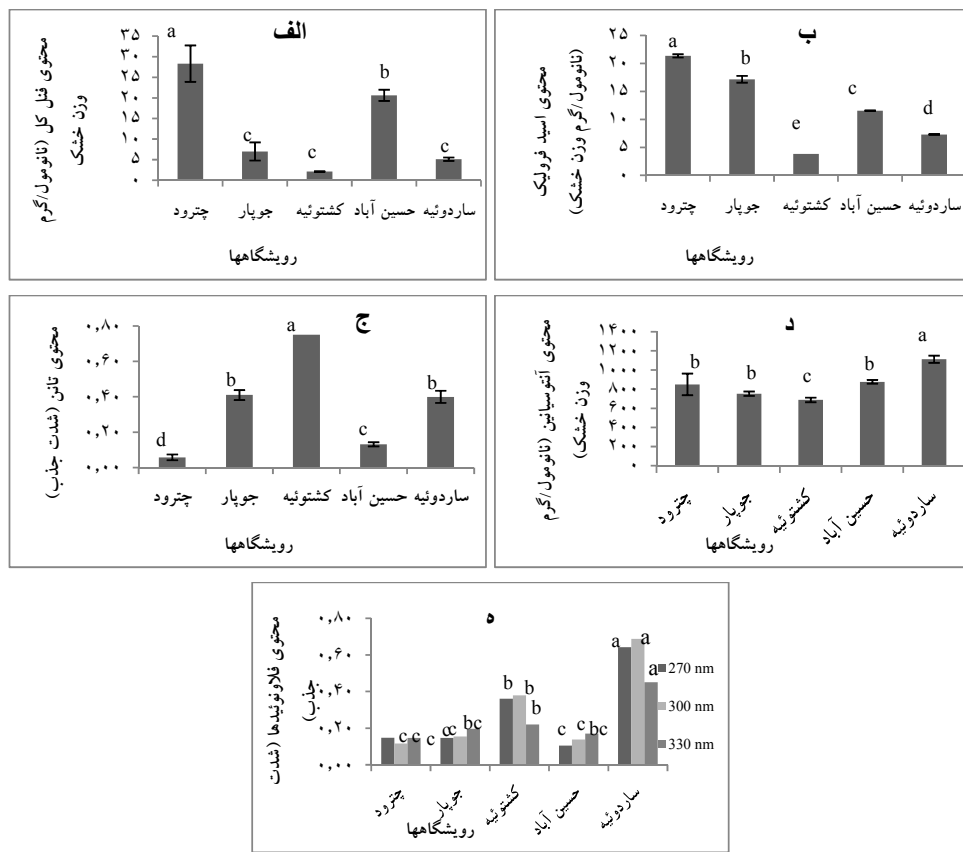 الف
محتوی فنل کل (نانومول/گرم
وزن خشک
۳۵
۳۰
۲۵
۲۰
۱۵
۱۰
۵
۰
a
c
c
b
c
چترود
جوپار
کشتوئیه
حسین آباد
ساردوئیه
رویشگاهها
ب
محتوی اسید فرولیک
(نانومول/گرم وزن خشک)
۲۵
۲۰
۱۵
۱۰
۵
۰
a
b
e
c
d
چترود
جوپار
کشتوئیه
حسین آباد
ساردوئیه
رویشگاهها
ج
محتوی تانن (شدت جذب)
۰,۸۰
۰,۴۰
۰,۲۰
۰,۰۰
d
b
a
c
b
چترود
جوپار
کشتوئیه
حسین آباد
ساردوئیه
رویشگاهها
د
محتوی آنتوسیانین (نانومول/گرم
وزن خشک)
۱۴۰۰
۱۲۰۰
۱۰۰۰
۸۰۰
۶۰۰
۴۰۰
۲۰۰
۰
b
b
c
b
a
چترود
جوپار
کشتوئیه
حسین آباد
ساردوئیه
رویشگاهها
ه
محتوی فلاونوئیدها (شدت
جذب)
۰,۸۰
۰,۶۰
۰,۴۰
۰,۲۰
۰,۰۰
c c c
c c bc
b b b
c c bc
a a a
270 nm
300 nm
330 nm
چترود
جوپار
کشتوئیه
حسین آباد
ساردوئیه
رویشگاهها